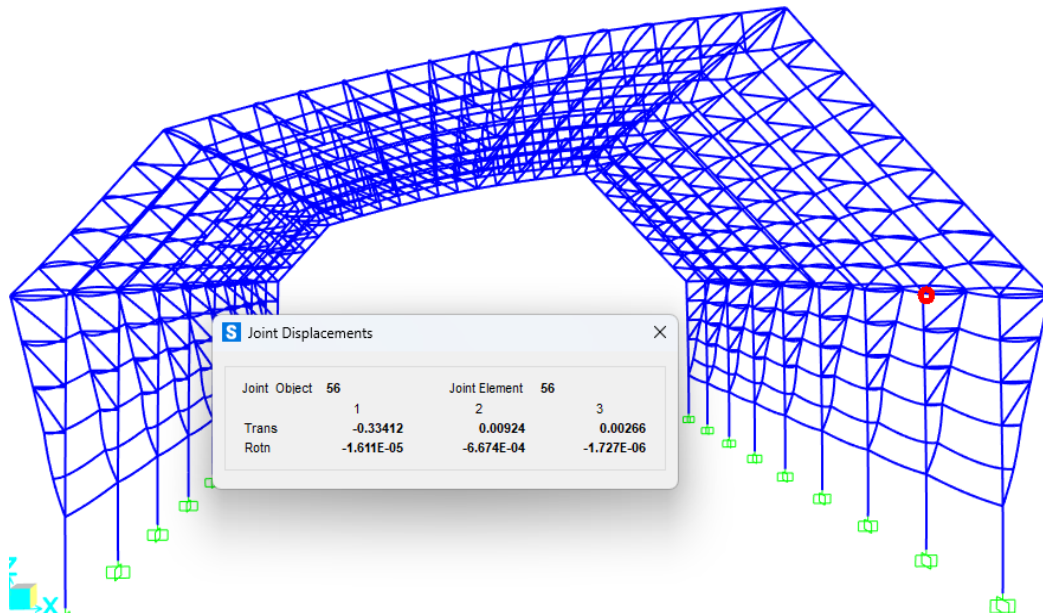 S Joint Displacements
Joint Object 56 Joint Element 56
1 2 3
Trans -0.33412 0.00924 0.00266
Rotn -1.611E-05 -6.674E-04 -1.727E-06
Z
X